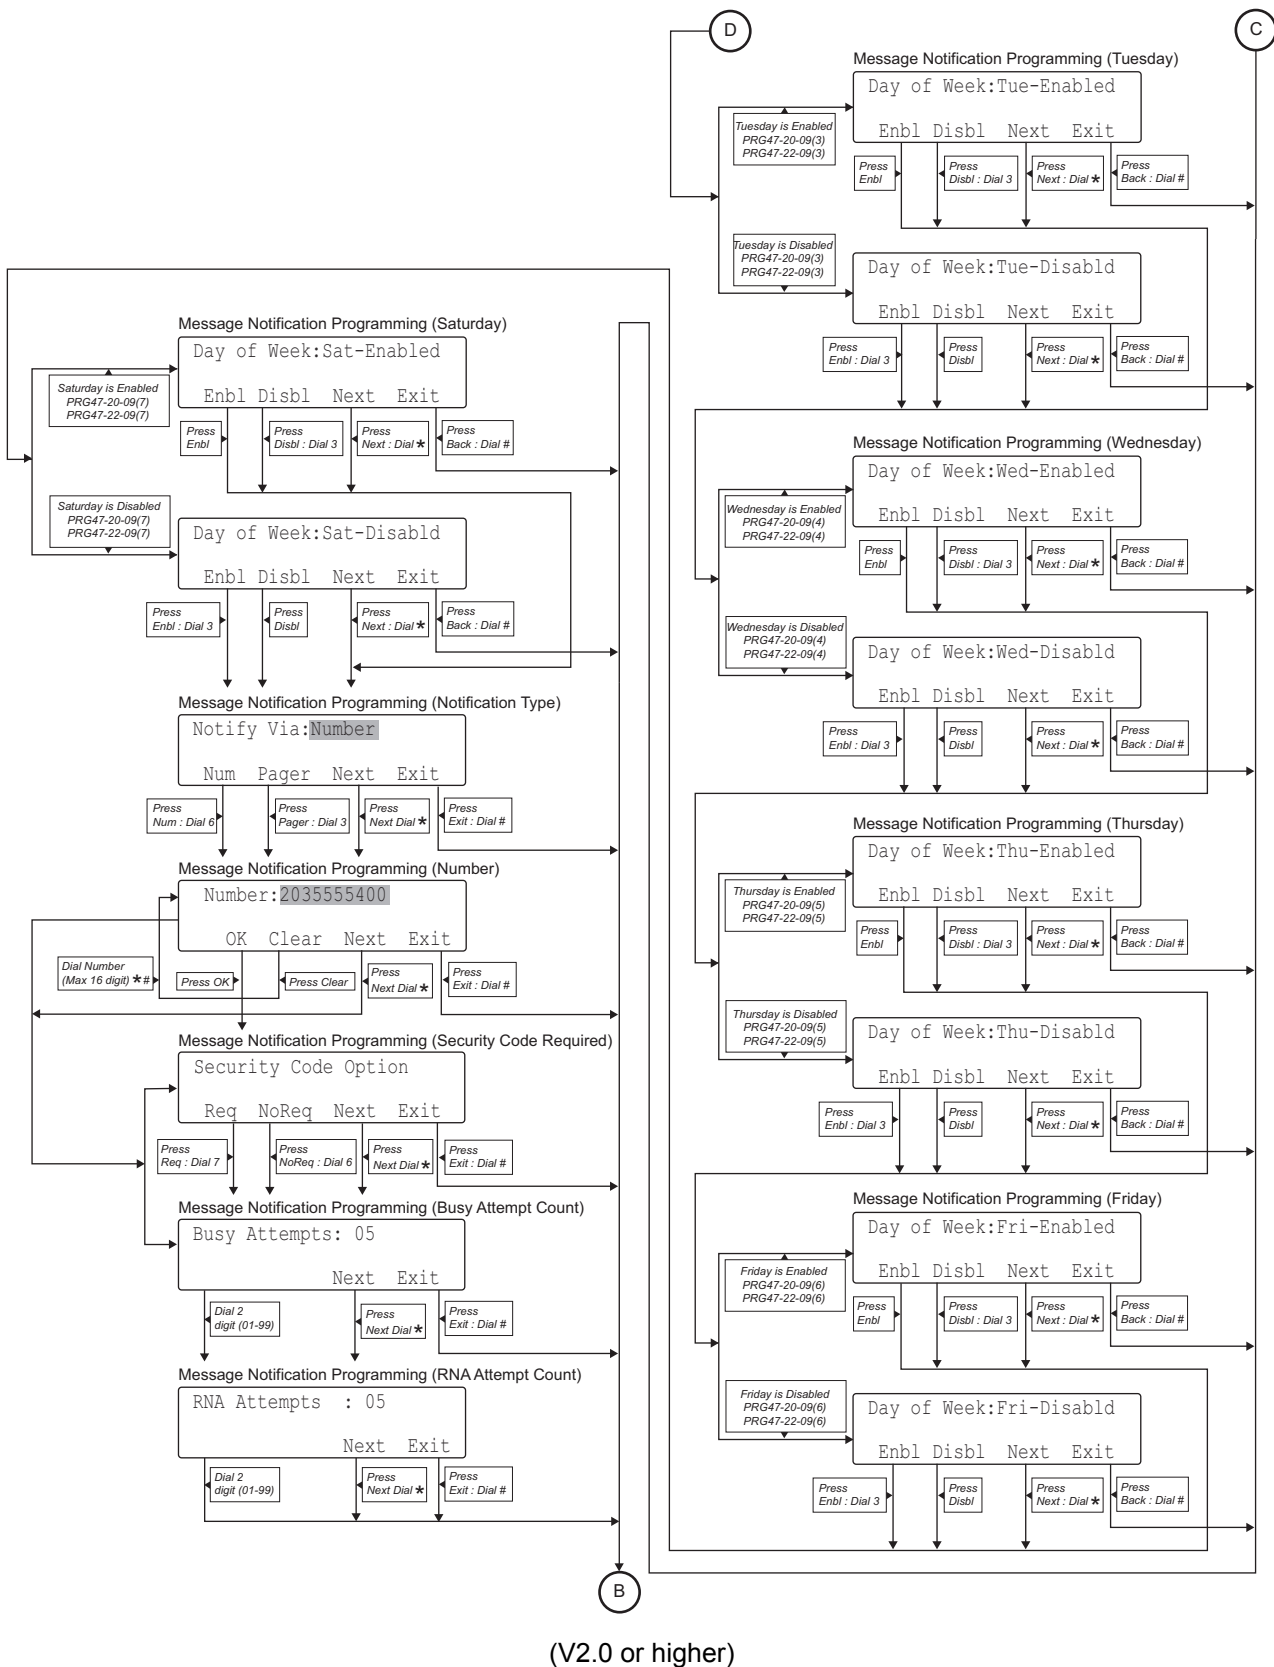 D
C
Message Notification Programming (Tuesday)
Day of Week:Tue-Enabled
Enbl Disbl Next Exit
Tuesday is Enabled
PRG47-20-09(3)
PRG47-22-09(3)
Press
Enbl
Press
Disbl : Dial 3
Press
Next : Dial *
Press
Back : Dial #
Tuesday is Disabled
PRG47-20-09(3)
PRG47-22-09(3)
Day of Week:Tue-Disabld
Enbl Disbl Next Exit
Press
Enbl : Dial 3
Press
Disbl
Press
Next : Dial *
Press
Back : Dial #
Message Notification Programming (Saturday)
Day of Week:Sat-Enabled
Enbl Disbl Next Exit
Saturday is Enabled
PRG47-20-09(7)
PRG47-22-09(7)
Press
Enbl
Press
Disbl : Dial 3
Press
Next : Dial *
Press
Back : Dial #
Saturday is Disabled
PRG47-20-09(7)
PRG47-22-09(7)
Day of Week:Sat-Disabld
Enbl Disbl Next Exit
Press
Enbl : Dial 3
Press
Disbl
Press
Next : Dial *
Press
Back : Dial #
Message Notification Programming (Notification Type)
Notify Via:Number
Num Pager Next Exit
Press
Num : Dial 6
Press
Pager : Dial 3
Press
Next Dial *
Press
Exit : Dial #
Message Notification Programming (Number)
Number:2035555400
OK Clear Next Exit
Dial Number
(Max 16 digit) * #
Press OK
Press Clear
Press
Next Dial *
Press
Exit : Dial #
Message Notification Programming (Security Code Required)
Security Code Option
Req NoReq Next Exit
Press
Req : Dial 7
Press
NoReq : Dial 6
Press
Next Dial *
Press
Exit : Dial #
Message Notification Programming (Busy Attempt Count)
Busy Attempts: 05
Next Exit
Dial 2
digit (01-99)
Press
Next Dial *
Press
Exit : Dial #
Message Notification Programming (RNA Attempt Count)
RNA Attempts : 05
Next Exit
Dial 2
digit (01-99)
Press
Next Dial *
Press
Exit : Dial #
B
Message Notification Programming (Wednesday)
Day of Week:Wed-Enabled
Enbl Disbl Next Exit
Wednesday is Enabled
PRG47-20-09(4)
PRG47-22-09(4)
Press
Enbl
Press
Disbl : Dial 3
Press
Next : Dial *
Press
Back : Dial #
Wednesday is Disabled
PRG47-20-09(4)
PRG47-22-09(4)
Day of Week:Wed-Disabld
Enbl Disbl Next Exit
Press
Enbl : Dial 3
Press
Disbl
Press
Next : Dial *
Press
Back : Dial #
Message Notification Programming (Thursday)
Day of Week:Thu-Enabled
Enbl Disbl Next Exit
Thursday is Enabled
PRG47-20-09(5)
PRG47-22-09(5)
Press
Enbl
Press
Disbl : Dial 3
Press
Next : Dial *
Press
Back : Dial #
Thursday is Disabled
PRG47-20-09(5)
PRG47-22-09(5)
Day of Week:Thu-Disabld
Enbl Disbl Next Exit
Press
Enbl : Dial 3
Press
Disbl
Press
Next : Dial *
Press
Back : Dial #
Message Notification Programming (Friday)
Day of Week:Fri-Enabled
Enbl Disbl Next Exit
Friday is Enabled
PRG47-20-09(6)
PRG47-22-09(6)
Press
Enbl
Press
Disbl : Dial 3
Press
Next : Dial *
Press
Back : Dial #
Friday is Disabled
PRG47-20-09(6)
PRG47-22-09(6)
Day of Week:Fri-Disabld
Enbl Disbl Next Exit
Press
Enbl : Dial 3
Press
Disbl
Press
Next : Dial *
Press
Back : Dial #
(V2.0 or higher)